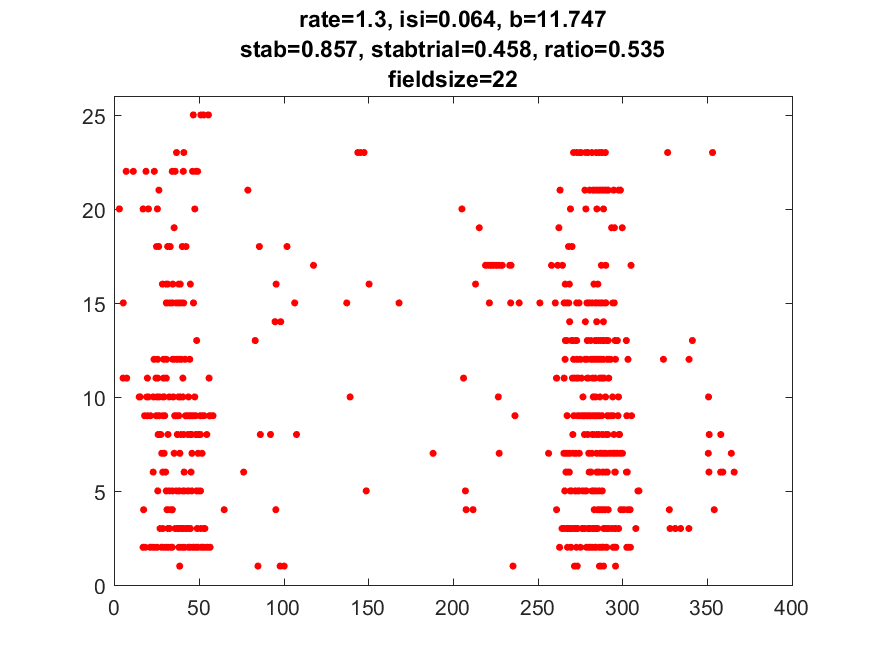 rate=1.3, isi=0.064, b=11.747
stab=0.857, stabtrial=0.458, ratio=0.535
fieldsize=22
25
20
15
10
5
0
0 50 100 150 200 250 300 350 400